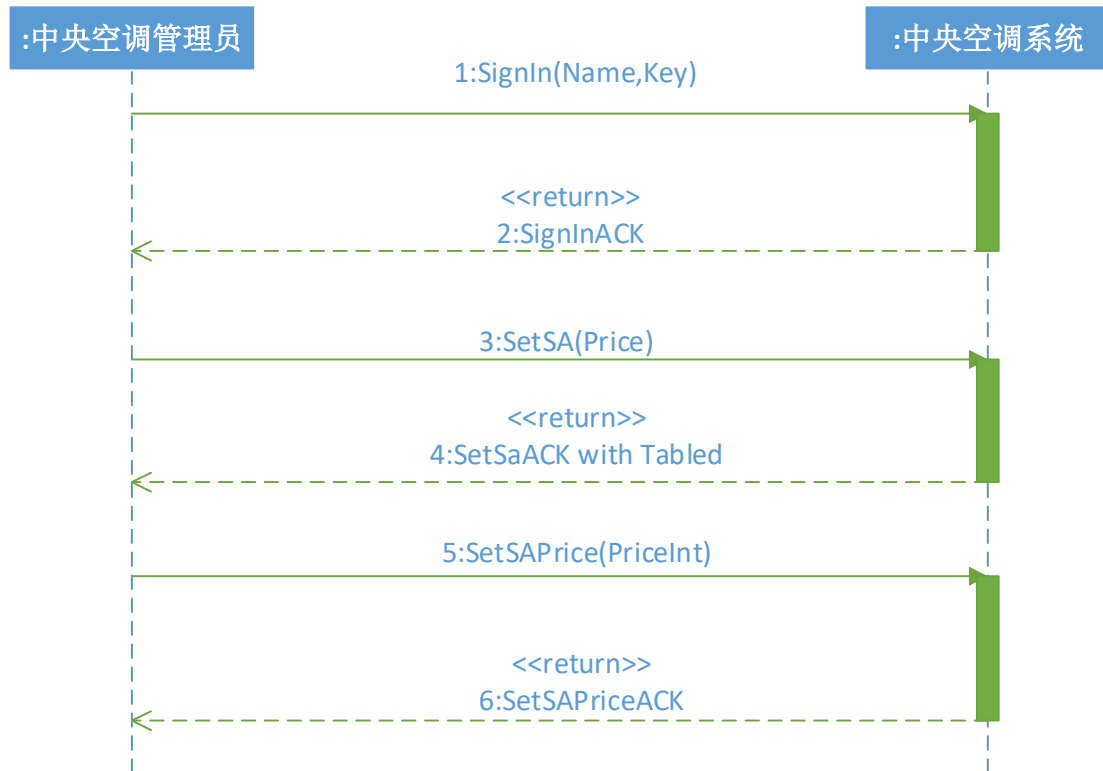 :中央空调管理员
:中央空调系统
1:SignIn(Name,Key)
<<return>>
2:SignInACK
3:SetSA(Price)
<<return>>
4:SetSaACK with Tabled
5:SetSAPrice(PriceInt)
<<return>>
6:SetSAPriceACK